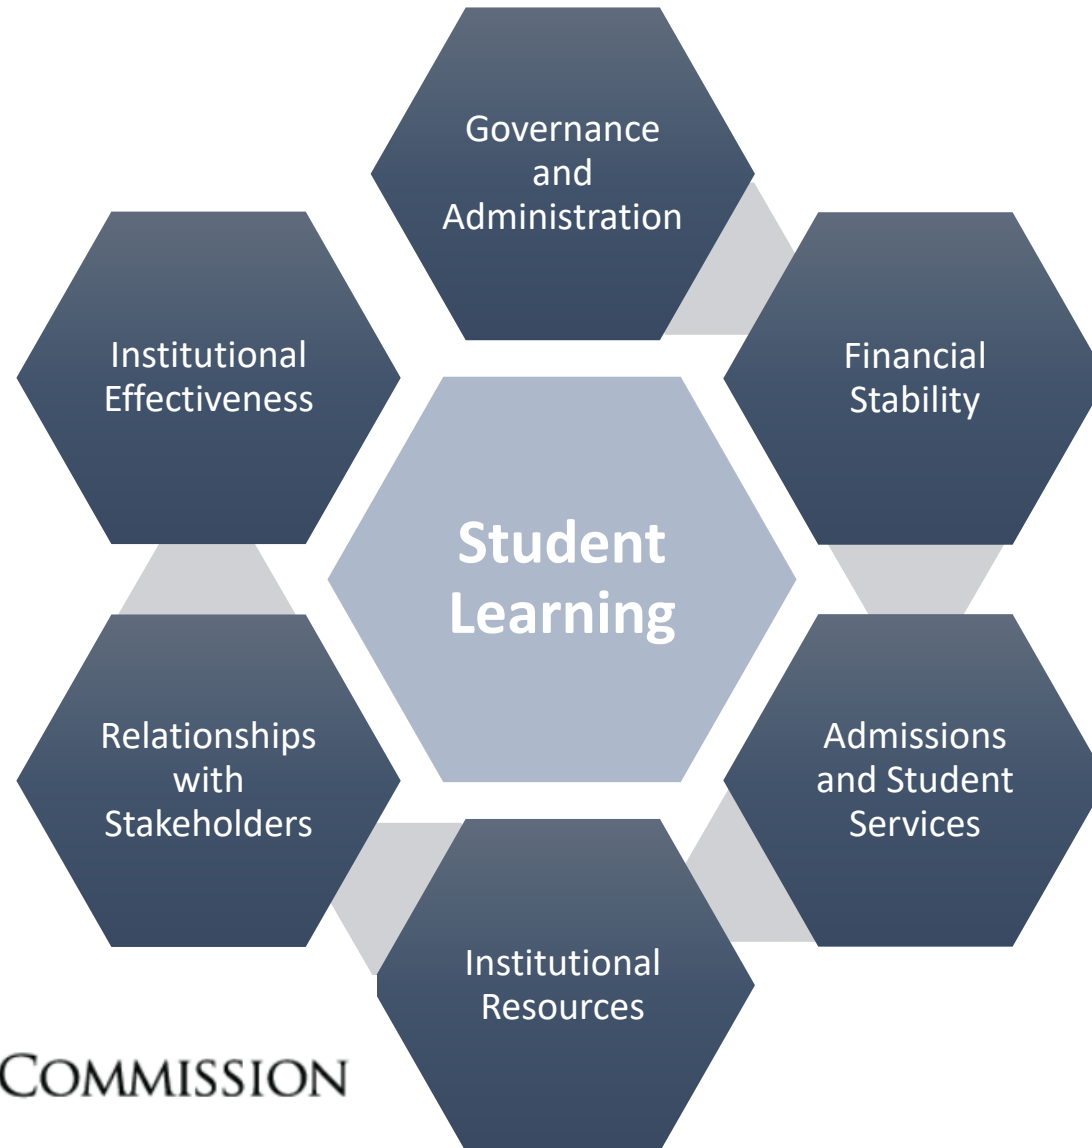 Governance
and
Administration
Institutional
Effectiveness
Financial
Stability
Student
Learning
Relationships
with
Stakeholders
Admissions
and Student
Services
Institutional
Resources
COMMISSION